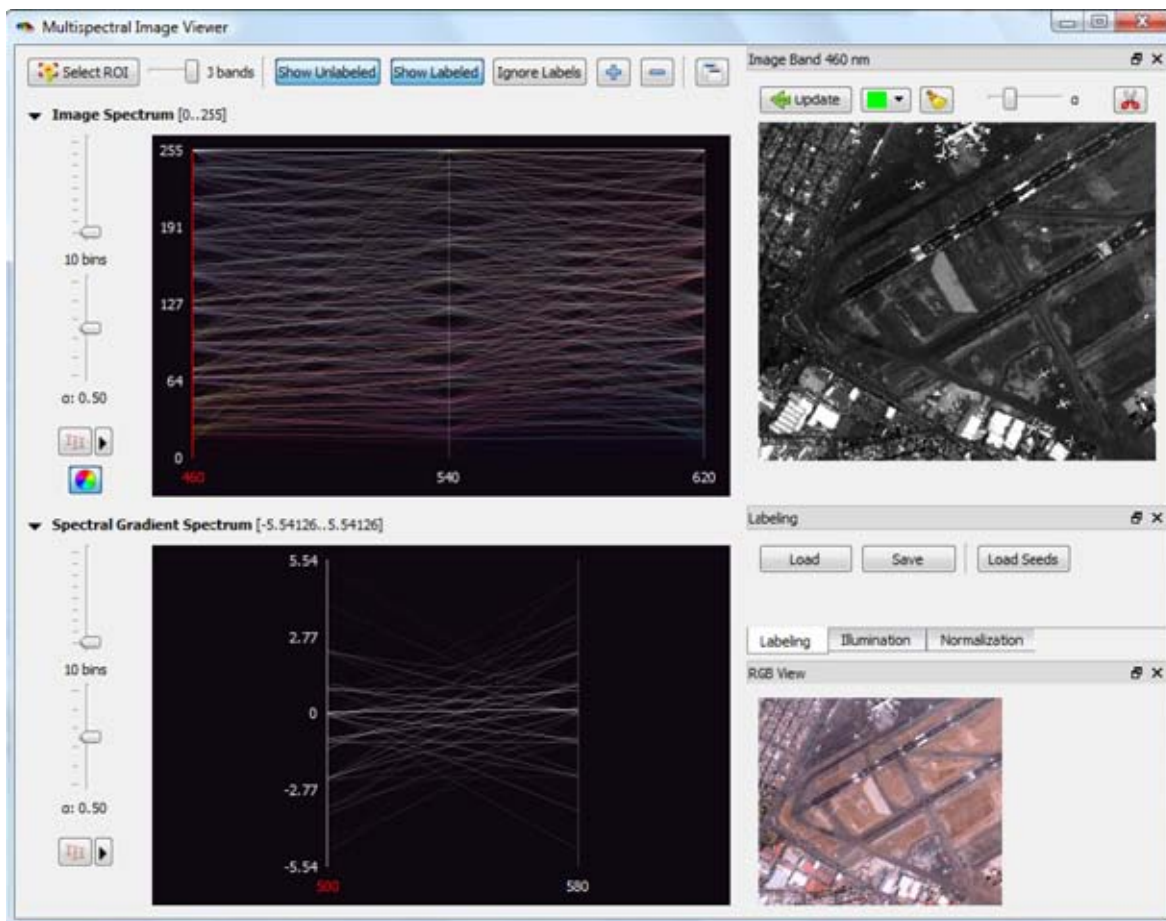 Multispectral Image Viewer
Select ROI 3 bands Show Unlabeled Show Labeled Ignore Labels
Image Spectrum [0..255]
255
191
127
64
0
460 540 620
10 bins
α: 0.50
Spectral Gradient Spectrum [-5.54126..5.54126]
5.54
2.77
0
-2.77
-5.54
500 580
10 bins
α: 0.50
Image Band 460 nm
Update α
Labeling
Load Save Load Seeds
Labeling Illumination Normalization
RGB View